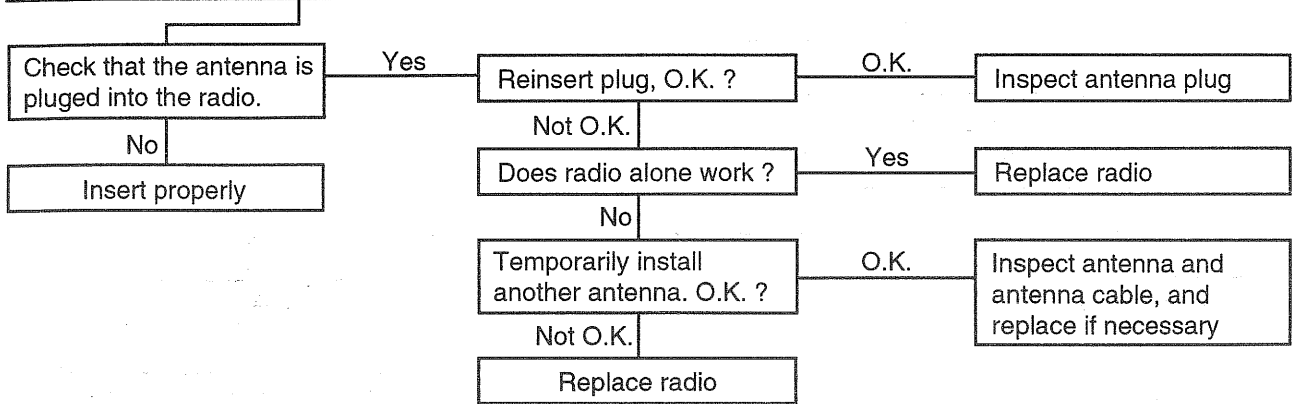 Check that the antenna is
pluged into the radio.
Yes
Reinsert plug, O.K. ?
O.K.
Inspect antenna plug
No
Not O.K.
Insert properly
Does radio alone work ?
Yes
Replace radio
No
Temporarily install
another antenna. O.K. ?
O.K.
Inspect antenna and
antenna cable, and
replace if necessary
Not O.K.
Replace radio